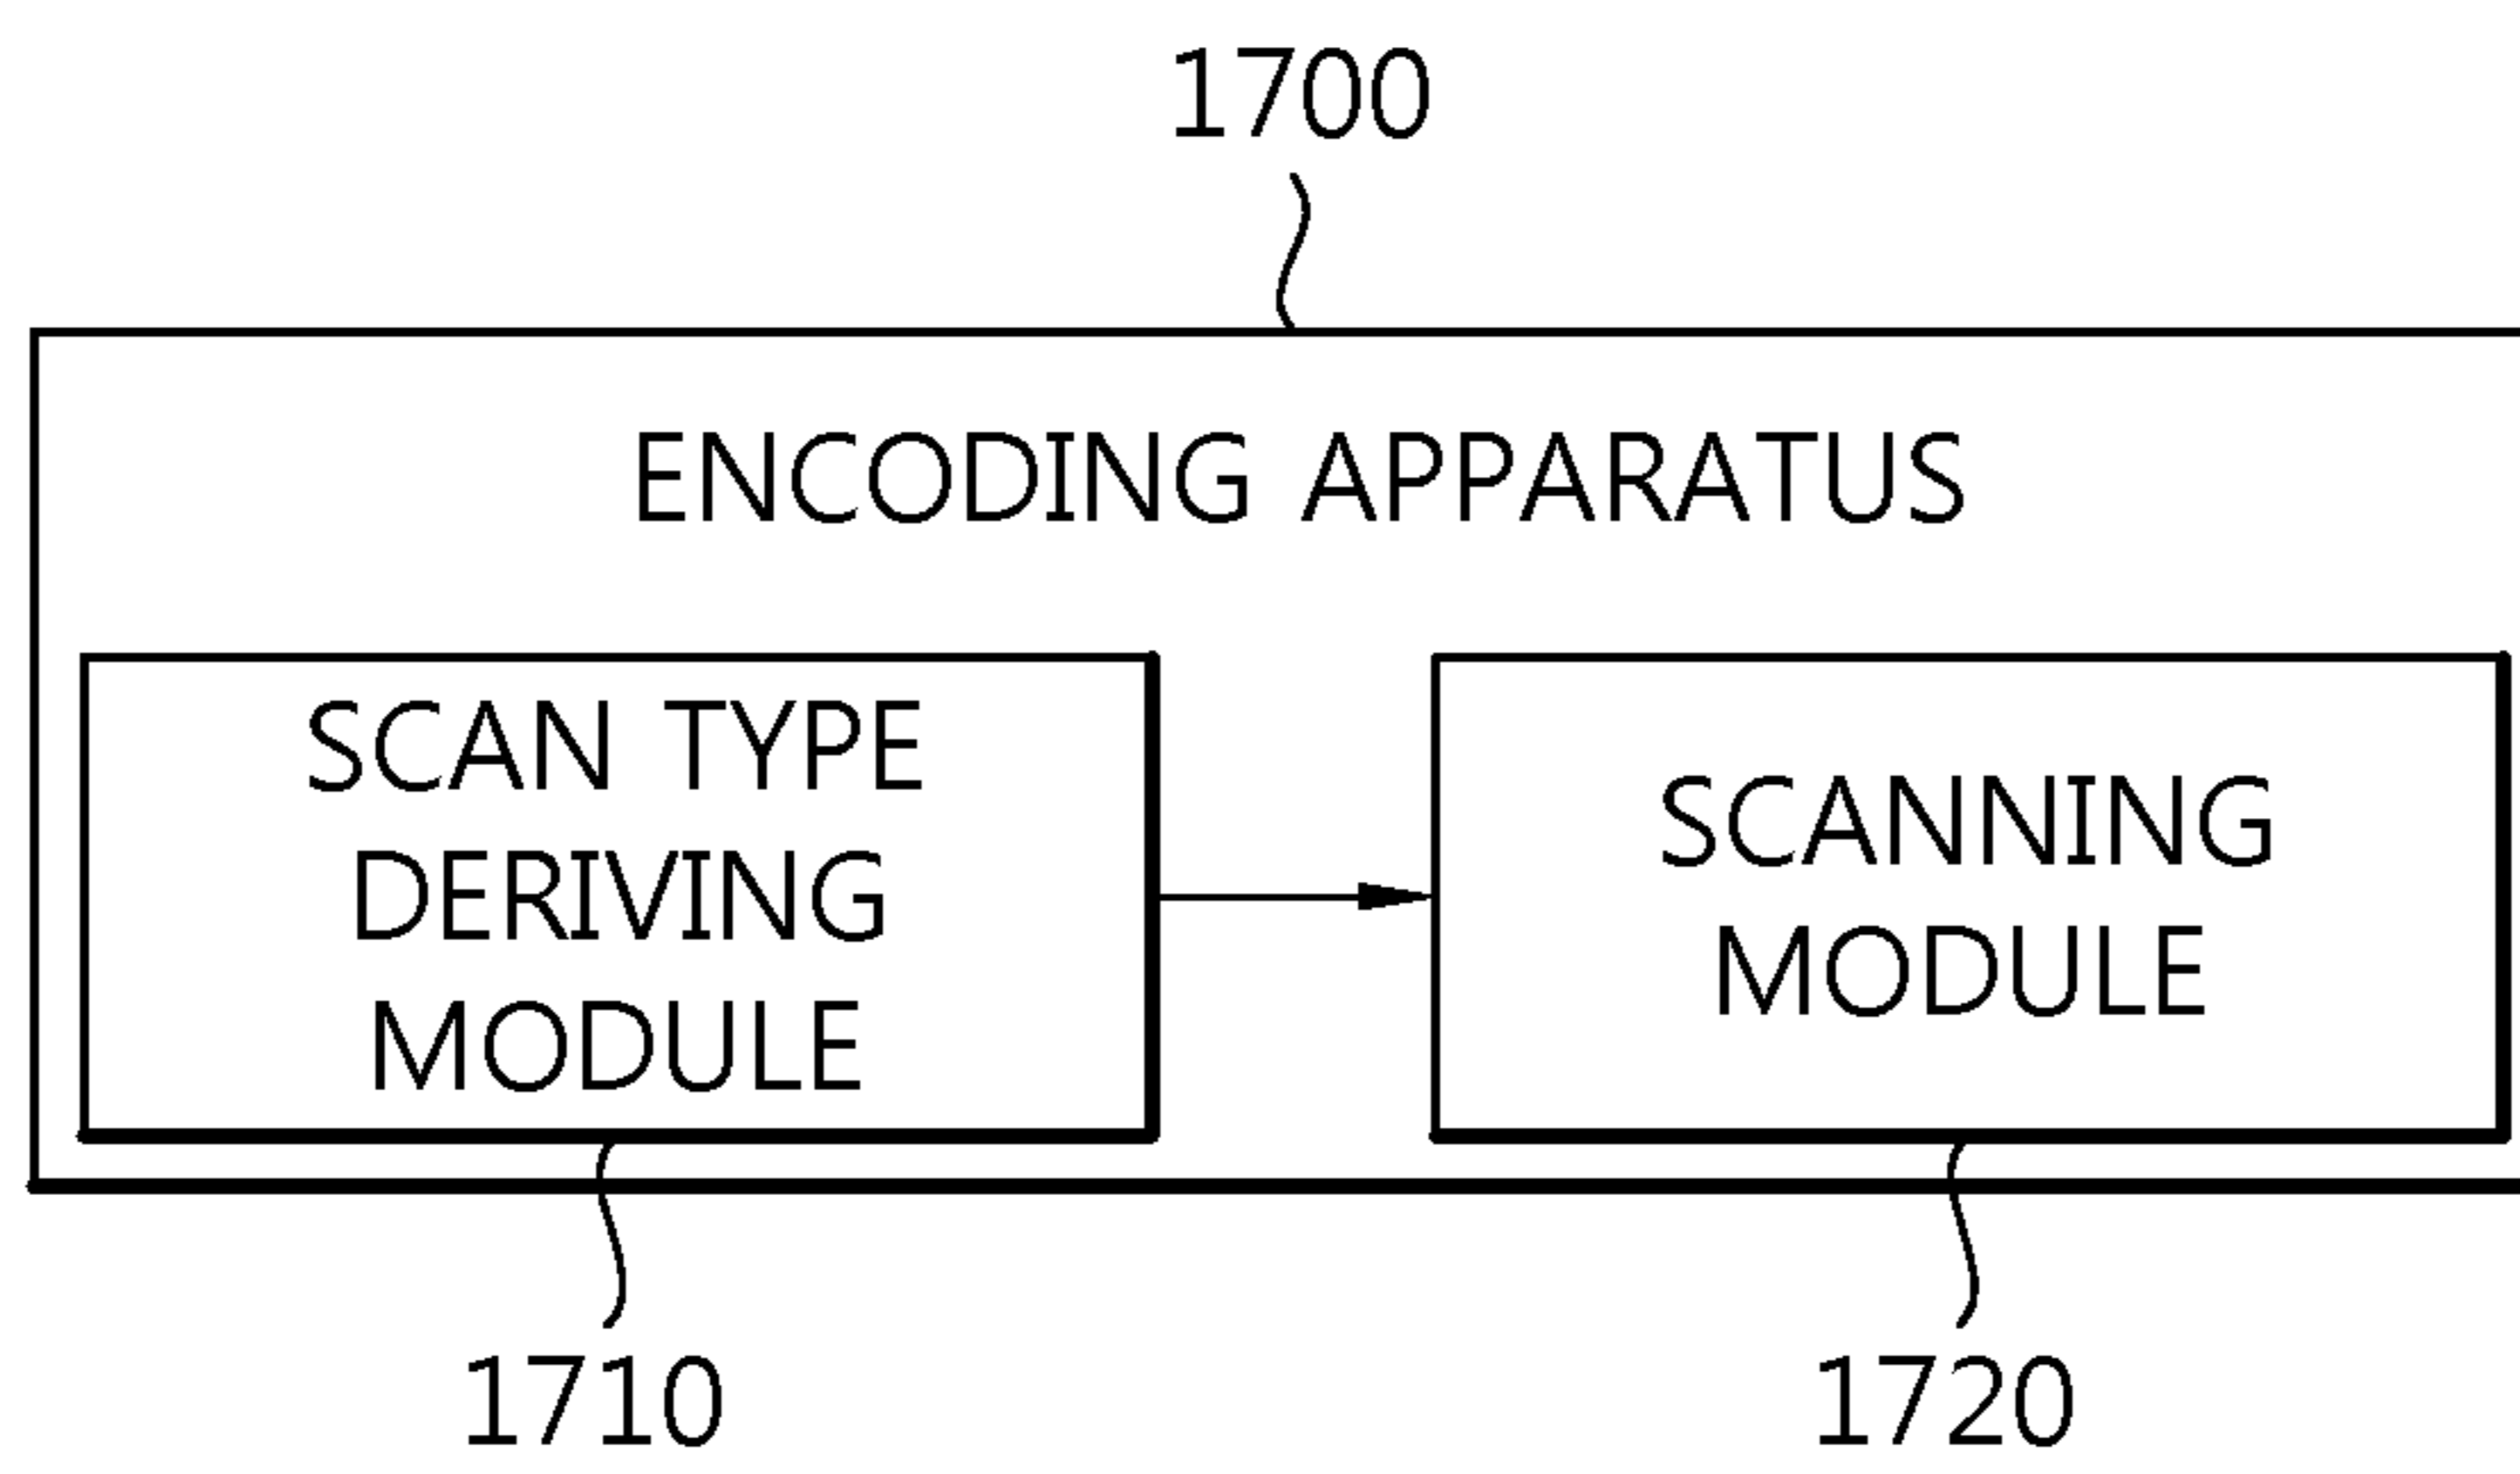 1700
ENCODING APPARATUS
SCAN TYPE
DERIVING
MODULE
SCANNING
MODULE
1710
1720